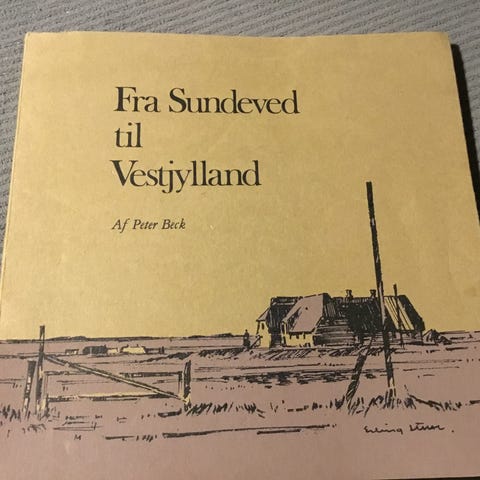 Fra Sundeved
til
Vestjylland
Af Peter Beck